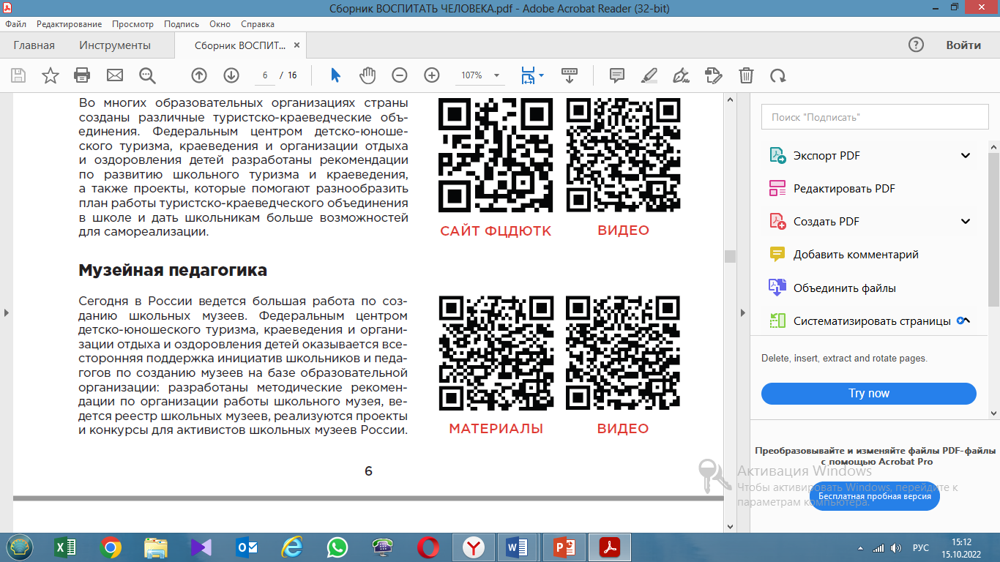 Сборник ВОСПИТАТЬ ЧЕЛОВЕКА.pdf - Adobe Acrobat Reader (32-bit)
Файл Редактирование Просмотр Подпись Окно Справка
Главная Инструменты Сборник ВОСПИТ... × Войти
6 / 16 107%
Во многих образовательных организациях страны
созданы различные туристско-краеведческие объ-
единения. Федеральным центром детско-юноше-
ского туризма, краеведения и организации отдыха
и оздоровления детей разработаны рекомендации
по развитию школьного туризма и краеведения,
а также проекты, которые помогают разнообразить
план работы туристско-краеведческого объединения
в школе и дать школьникам больше возможностей
для самореализации.
САЙТ ФЦДЮТК ВИДЕО
Музейная педагогика
Сегодня в России ведется большая работа по соз-
данию школьных музеев. Федеральным центром
детско-юношеского туризма, краеведения и органи-
зации отдыха и оздоровления детей оказывается все-
сторонняя поддержка инициатив школьников и педа-
гогов по созданию музеев на базе образовательной
организации: разработаны методические рекомен-
дации по организации работы школьного музея, ве-
дется реестр школьных музеев, реализуются проекты
и конкурсы для активистов школьных музеев России.
МАТЕРИАЛЫ ВИДЕО
6
Поиск "Подписать"
Экспорт PDF
Редактировать PDF
Создать PDF
Добавить комментарий
Объединить файлы
Систематизировать страницы
Delete, insert, extract and rotate pages.
Try now
Преобразовывайте и изменяйте файлы PDF-файлы
с помощью Acrobat Pro
Бесплатная пробная версия
Активация Windows
Чтобы активировать Windows, перейдите к
параметрам компьютера.
РУС
15:12
15.10.2022